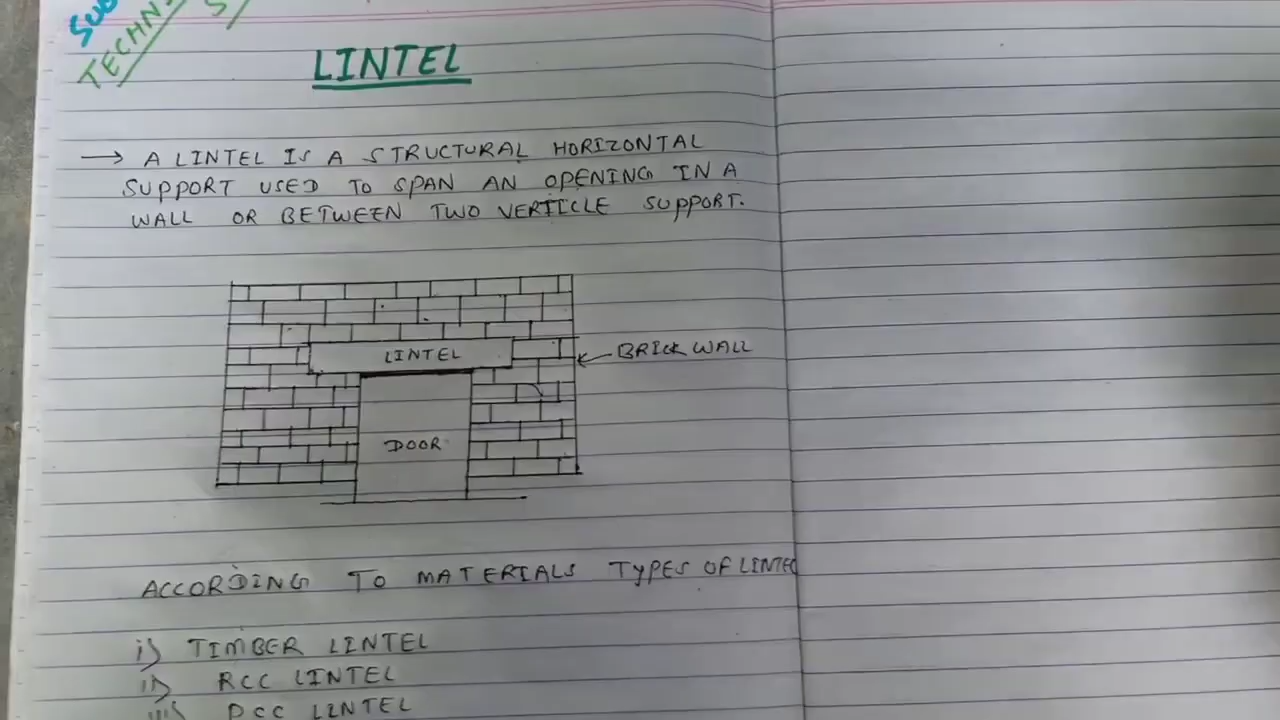 SUB
TECHN
LINTEL
→ A LINTEL IS A STRUCTURAL HORIZONTAL
SUPPORT USED TO SPAN AN OPENING IN A
WALL OR BETWEEN TWO VERTICLE SUPPORT.
LINTEL
BRICK WALL
DOOR
ACCORDING TO MATERIALS TYPES OF LINTEL
i) TIMBER LINTEL
ii) RCC LINTEL
iii) PCC LINTEL